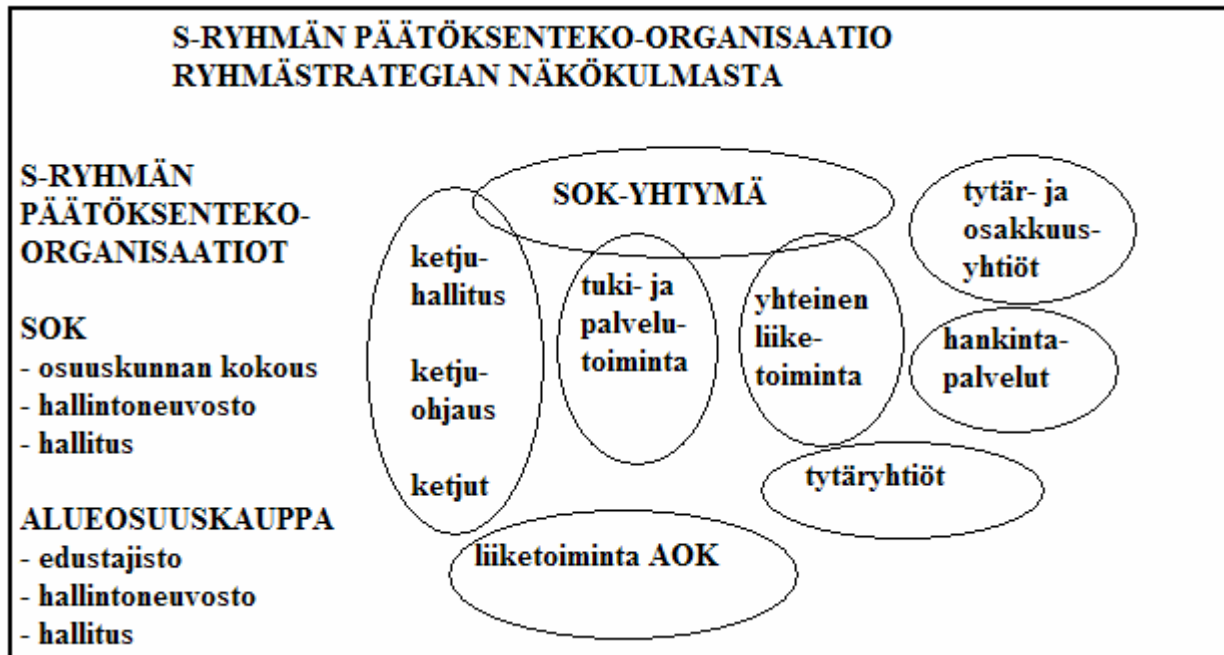 S-RYHMÄN PÄÄTÖKSENTEKO-ORGANISAATIO
RYHMÄSTRATEGIAN NÄKÖKULMASTA
S-RYHMÄN
PÄÄTÖKSENTEKO-
ORGANISAATIOT
SOK
- osuuskunnan kokous
- hallintoneuvosto
- hallitus
ALUEOSUUSKAUPPA
- edustajisto
- hallintoneuvosto
- hallitus
SOK-YHTYMÄ
ketju-
hallitus
ketju-
ohjaus
ketjut
tuki- ja
palvelu-
toiminta
yhteinen
liike-
toiminta
tytär- ja
osakkuus-
yhtiöt
hankinta-
palvelut
tytäryhtiöt
liiketoiminta AOK